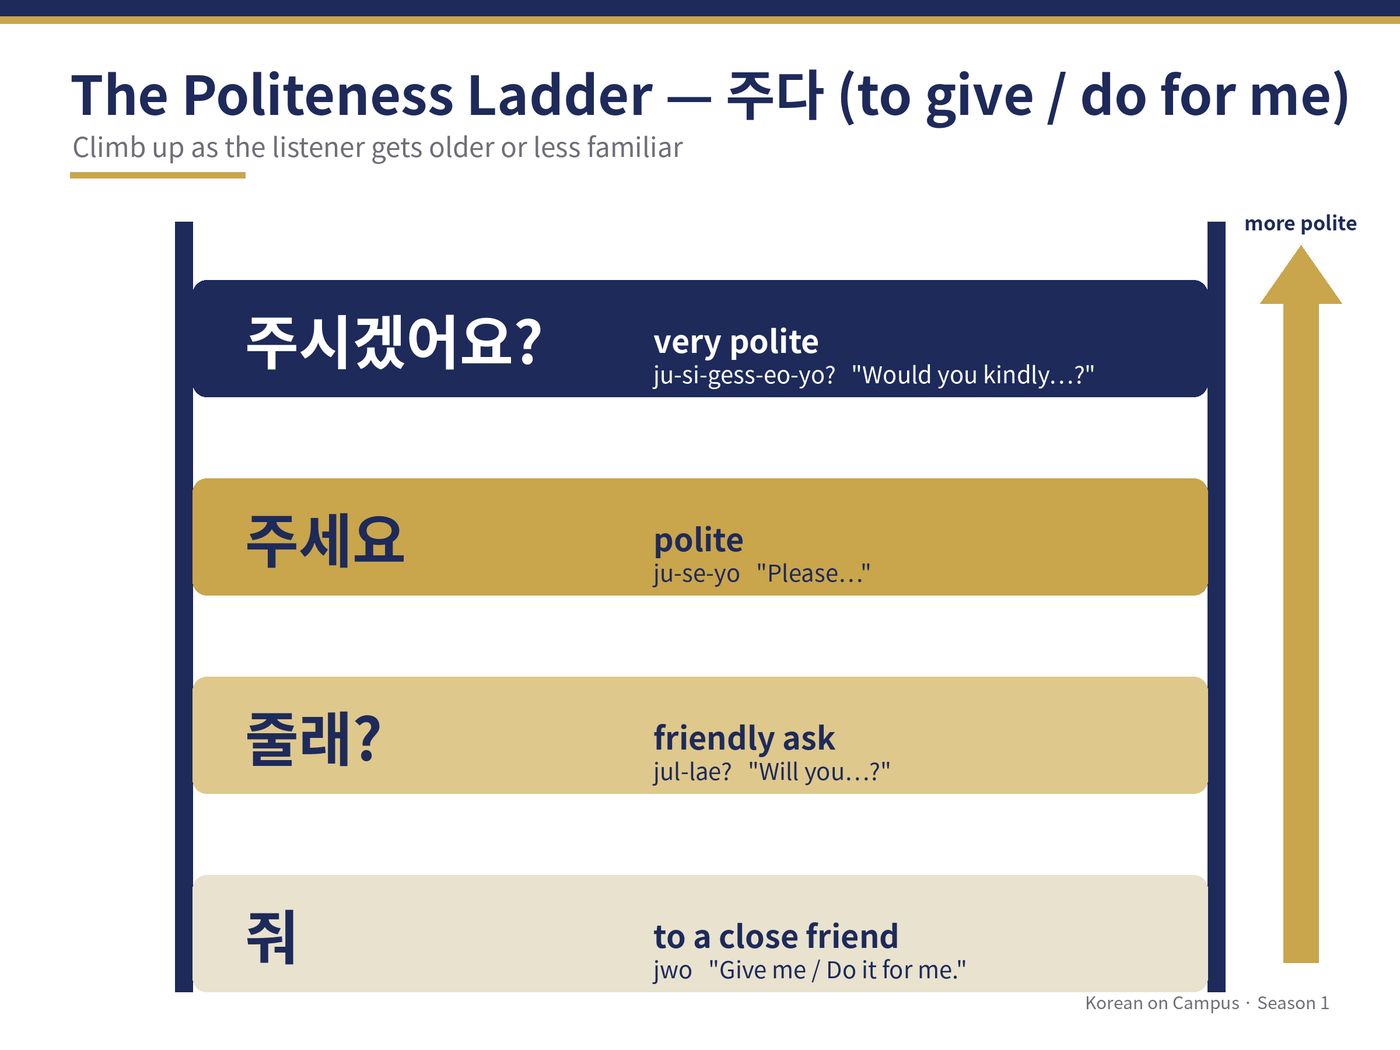 The Politeness Ladder — 주다 (to give / do for me)
Climb up as the listener gets older or less familiar
more polite
주시겠어요?
very polite
ju-si-gess-eo-yo? "Would you kindly…?"
주세요
polite
ju-se-yo "Please…"
줄래?
friendly ask
jul-lae? "Will you…?"
줘
to a close friend
jwo "Give me / Do it for me."
Korean on Campus · Season 1